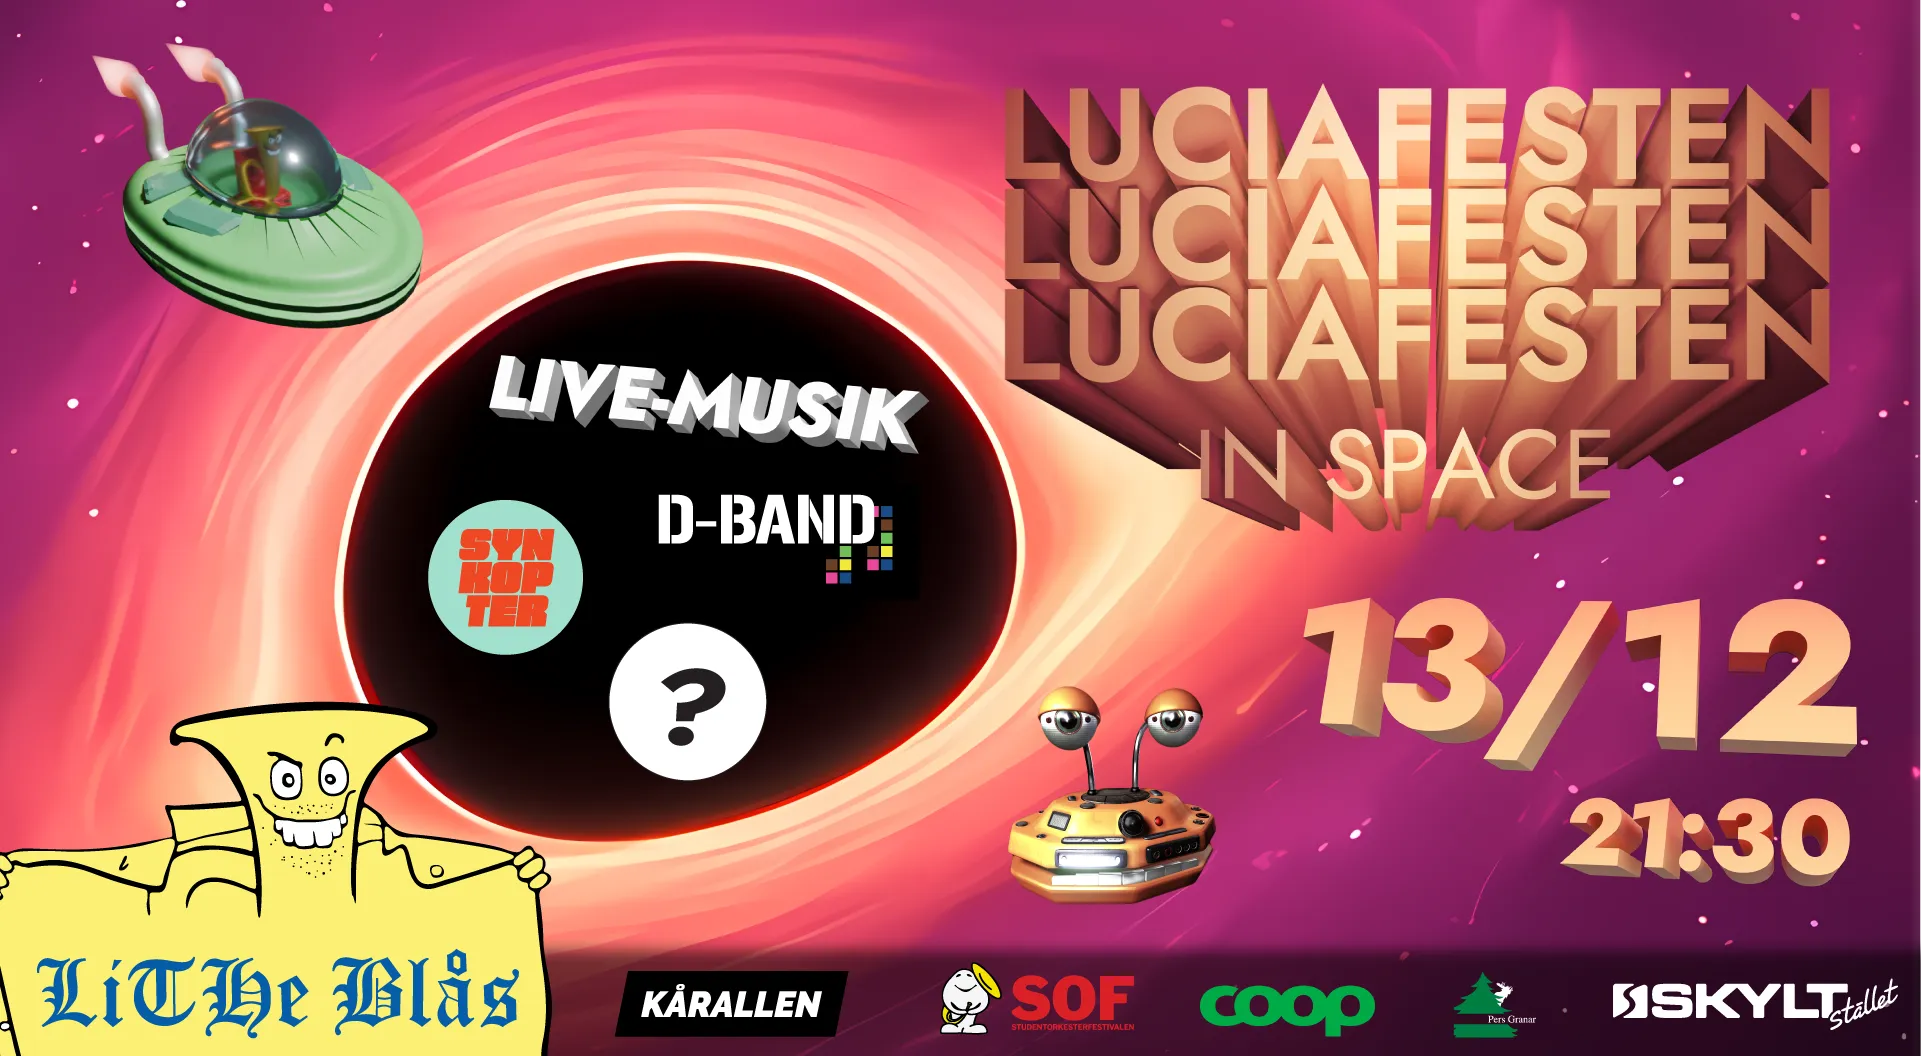 LUCIAFESTEN
LUCIAFESTEN
LUCIAFESTEN
IN SPACE
LIVE-MUSIK
D-BAND
SYN
KOP
TER
?
13/12
21:30
LiTHe Blås
KÅRALLEN
SOF
STUDENTORKESTERFESTIVALEN
coop
Pers Granar
SKYLT
stället